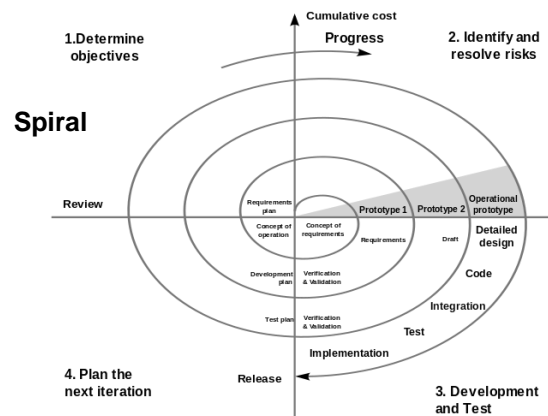 Cumulative cost
1.Determine
objectives
Progress
2. Identify and
resolve risks
Spiral
Review
Requirements
plan
Prototype 1
Prototype 2
Operational
prototype
Concept of
operation
Concept of
requirements
Requirements
Draft
Detailed
design
Development
plan
Verification
& Validation
Code
Integration
Test plan
Verification
& Validation
Test
Implementation
4. Plan the
next iteration
Release
3. Development
and Test